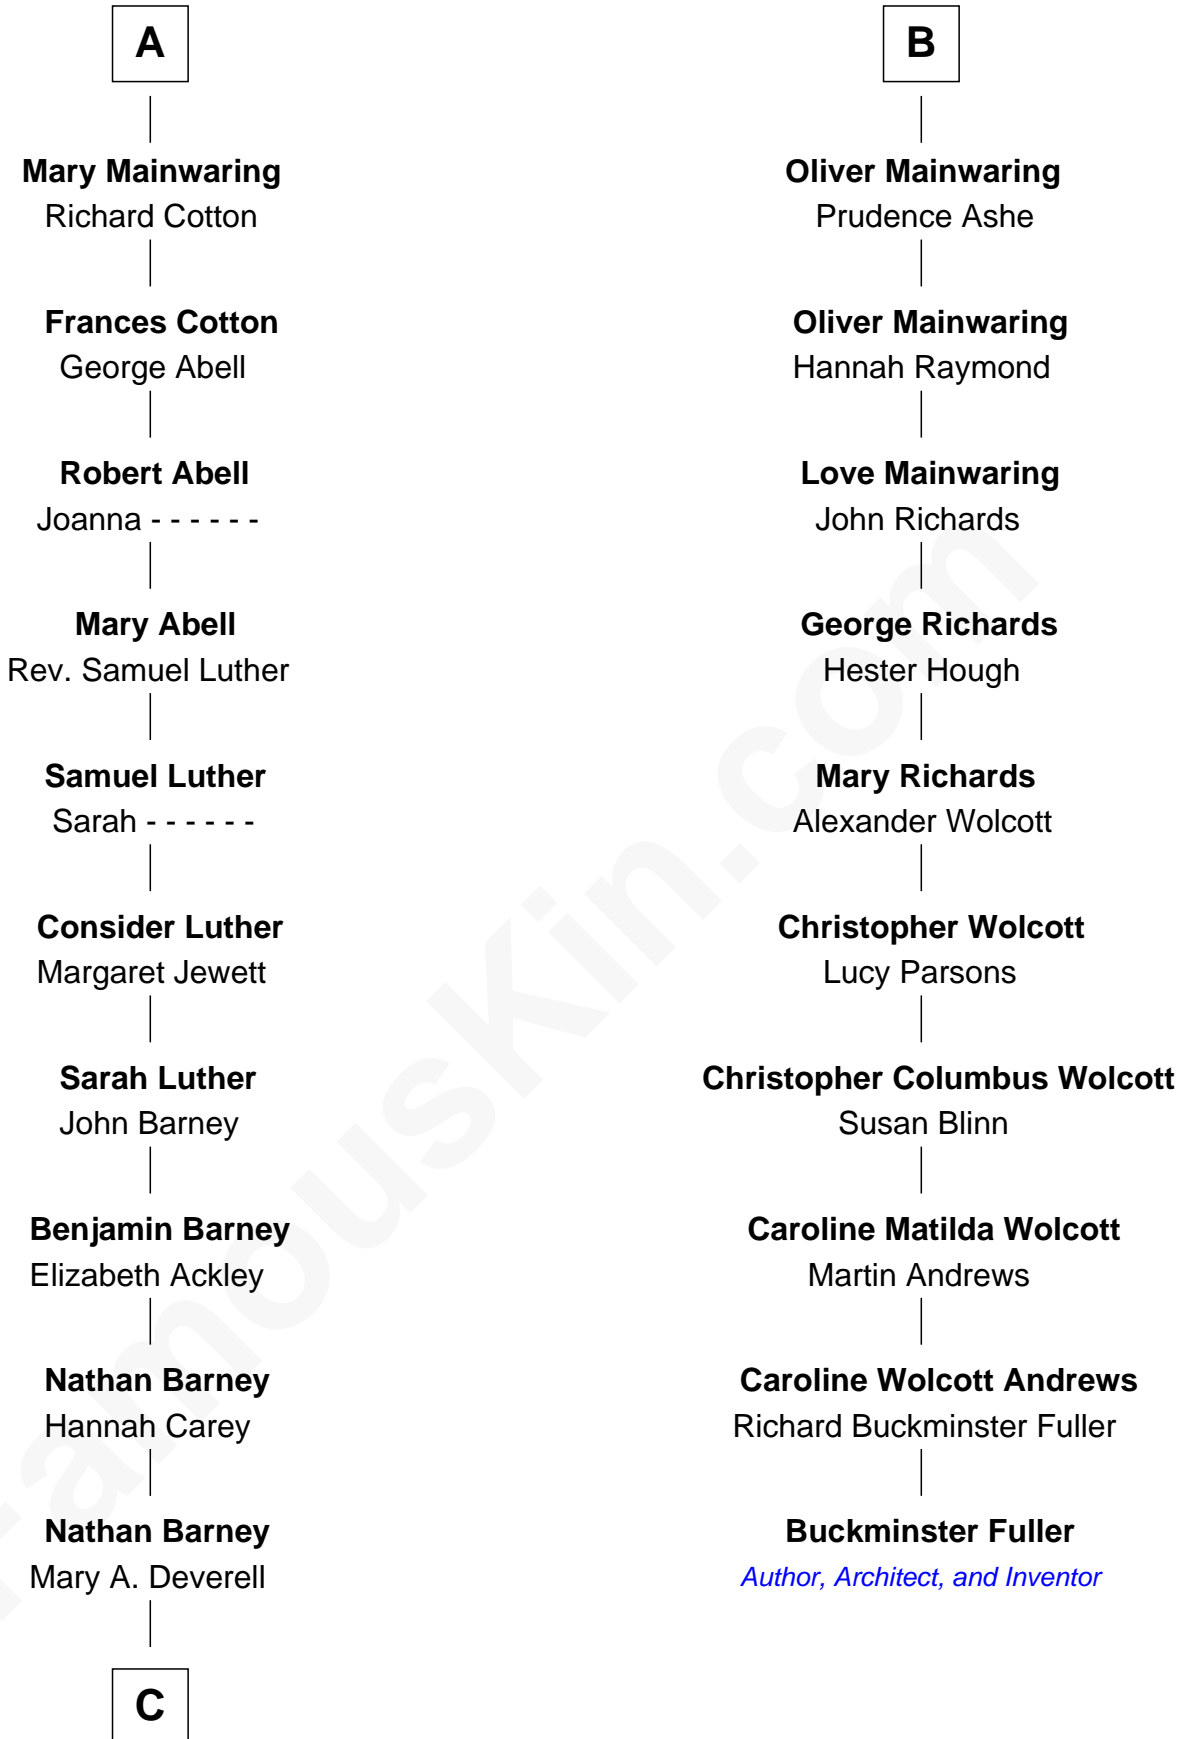 A
Mary Mainwaring
Richard Cotton
Frances Cotton
George Abell
Robert Abell
Joanna - - - - - -
Mary Abell
Rev. Samuel Luther
Samuel Luther
Sarah - - - - - -
Consider Luther
Margaret Jewett
Sarah Luther
John Barney
Benjamin Barney
Elizabeth Ackley
Nathan Barney
Hannah Carey
Nathan Barney
Mary A. Deverell
C
B
Oliver Mainwaring
Prudence Ashe
Oliver Mainwaring
Hannah Raymond
Love Mainwaring
John Richards
George Richards
Hester Hough
Mary Richards
Alexander Wolcott
Christopher Wolcott
Lucy Parsons
Christopher Columbus Wolcott
Susan Blinn
Caroline Matilda Wolcott
Martin Andrews
Caroline Wolcott Andrews
Richard Buckminster Fuller
Buckminster Fuller
Author, Architect, and Inventor
FamousKin.com